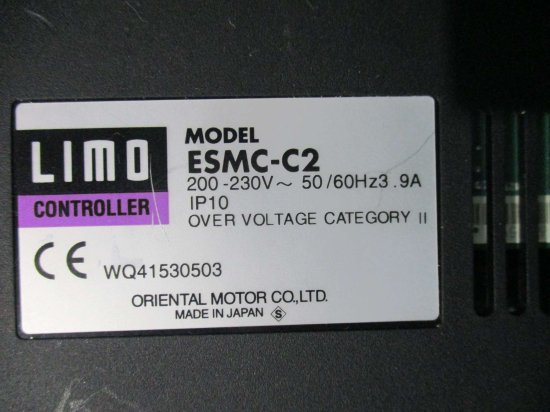 LIMO
CONTROLLER
MODEL
ESMC-C2
200-230V~ 50/60Hz3.9A
IP10
OVER VOLTAGE CATEGORY II
CE WQ41530503
ORIENTAL MOTOR CO.,LTD.
MADE IN JAPAN S